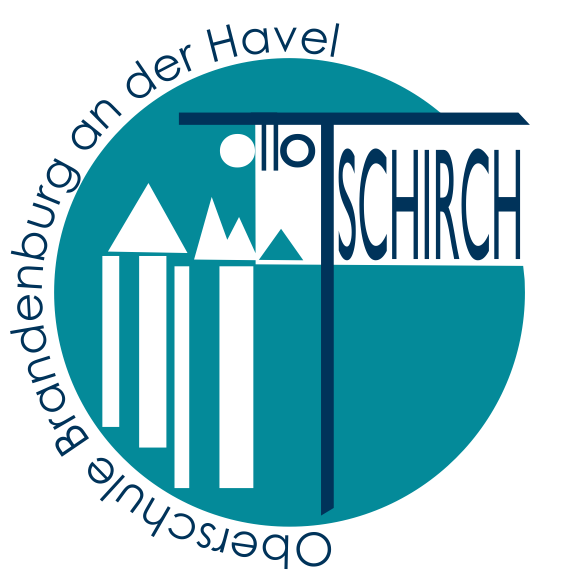 OTTO
TSCHIRCH
Oberschule Brandenburg an der Havel